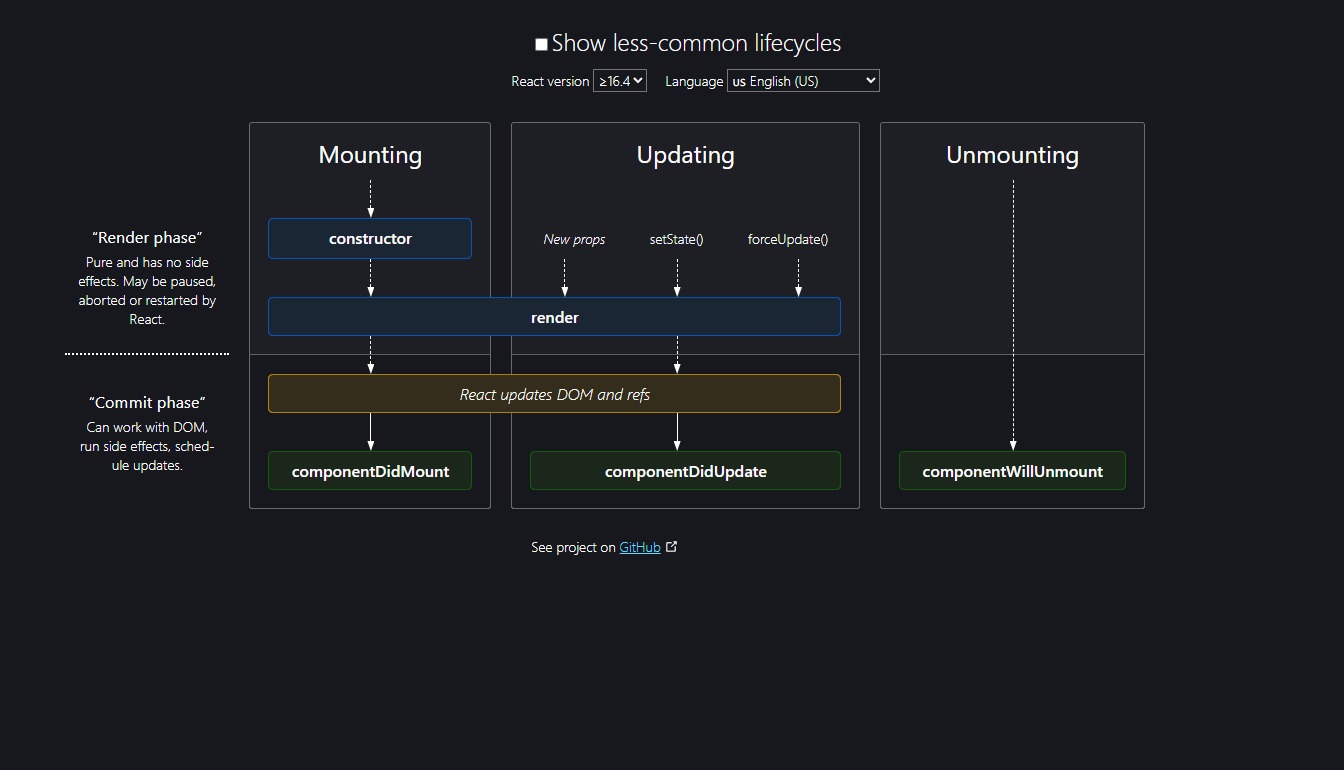 Show less-common lifecycles
React version ≥16.4 Language us English (US)
Mounting
Updating
Unmounting
“Render phase”
Pure and has no side
effects. May be paused,
aborted or restarted by
React.
constructor
New props
setState()
forceUpdate()
render
“Commit phase”
Can work with DOM,
run side effects, sched-
ule updates.
React updates DOM and refs
componentDidMount
componentDidUpdate
componentWillUnmount
See project on GitHub